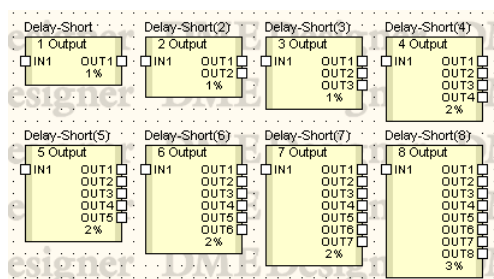 Delay-Short
1 Output
IN1 OUT1
1%
Delay-Short(2)
2 Output
IN1 OUT1
OUT2
1%
Delay-Short(3)
3 Output
IN1 OUT1
OUT2
OUT3
1%
Delay-Short(4)
4 Output
IN1 OUT1
OUT2
OUT3
OUT4
2%
Delay-Short(5)
5 Output
IN1 OUT1
OUT2
OUT3
OUT4
OUT5
2%
Delay-Short(6)
6 Output
IN1 OUT1
OUT2
OUT3
OUT4
OUT5
OUT6
2%
Delay-Short(7)
7 Output
IN1 OUT1
OUT2
OUT3
OUT4
OUT5
OUT6
OUT7
2%
Delay-Short(8)
8 Output
IN1 OUT1
OUT2
OUT3
OUT4
OUT5
OUT6
OUT7
OUT8
3%